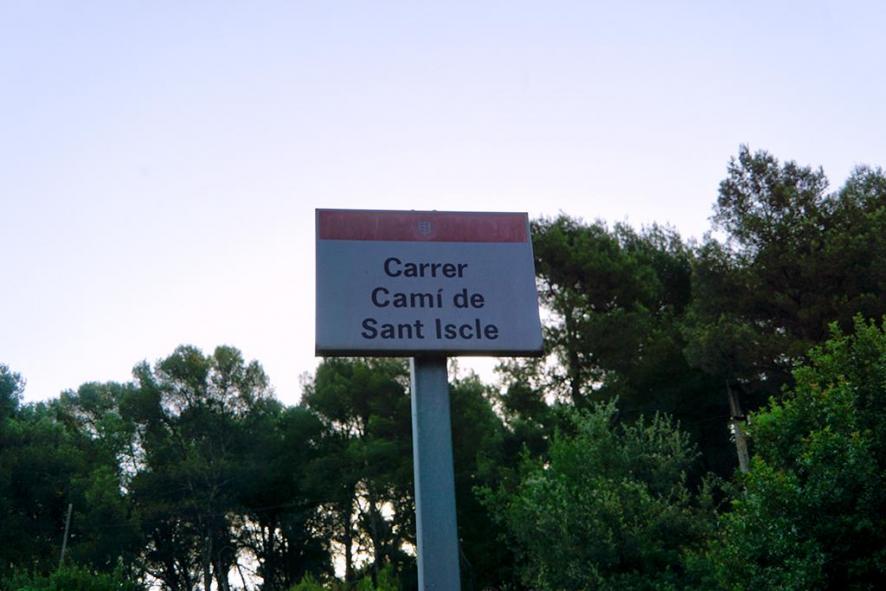 Carrer
Camí de
Sant Iscle